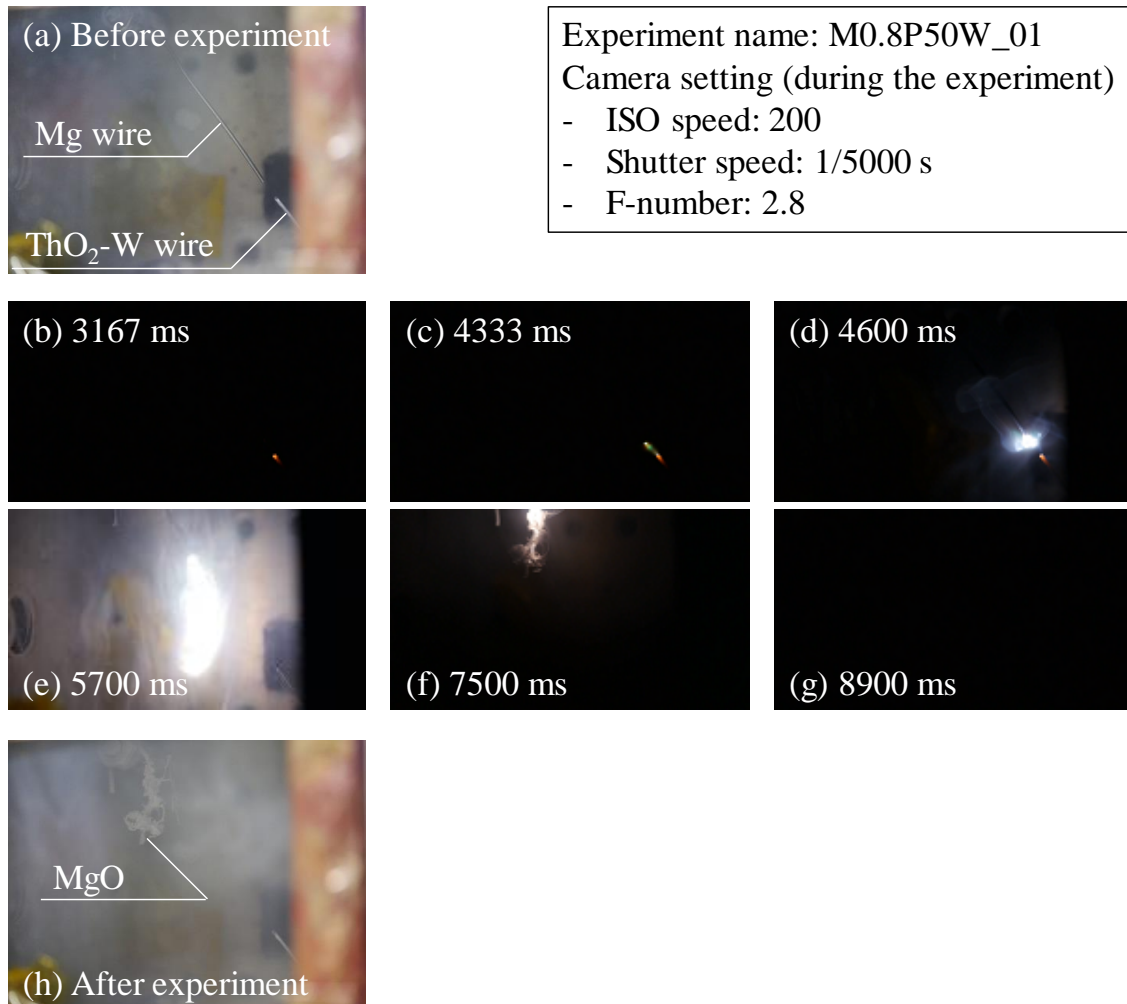 (a) Before experiment
Mg wire
ThO₂-W wire
Experiment name: M0.8P50W_01
Camera setting (during the experiment)
- ISO speed: 200
- Shutter speed: 1/5000 s
- F-number: 2.8
(b) 3167 ms
(c) 4333 ms
(d) 4600 ms
(e) 5700 ms
(f) 7500 ms
(g) 8900 ms
MgO
(h) After experiment